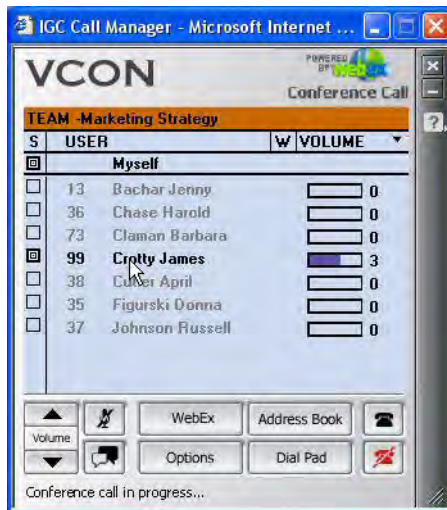 IGC Call Manager - Microsoft Internet ...
VCON
POWERED
BY WebEx
Conference Call
TEAM -Marketing Strategy
S USER W VOLUME
Myself
13 Bachar Jenny 0
36 Chase Harold 0
73 Claman Barbara 0
99 Crotty James 3
38 April 0
35 Figurski Donna 0
37 Johnson Russell 0
Volume
WebEx
Address Book
Options
Dial Pad
Conference call in progress...